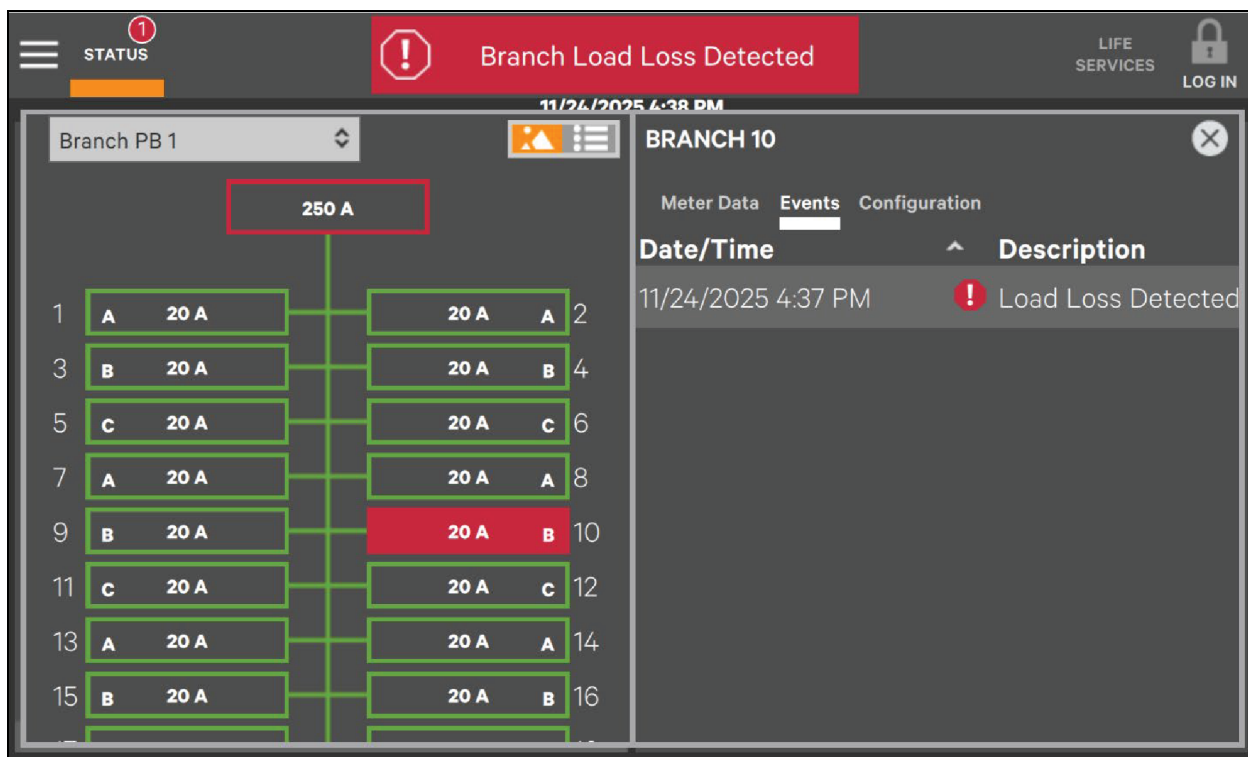 1
STATUS
! Branch Load Loss Detected
LIFE
SERVICES
LOG IN
11/24/2025 4:38 PM
Branch PB 1
250 A
1 A 20 A 20 A A 2
3 B 20 A 20 A B 4
5 C 20 A 20 A C 6
7 A 20 A 20 A A 8
9 B 20 A 20 A B 10
11 C 20 A 20 A C 12
13 A 20 A 20 A A 14
15 B 20 A 20 A B 16
BRANCH 10
Meter Data Events Configuration
Date/Time Description
11/24/2025 4:37 PM ! Load Loss Detected